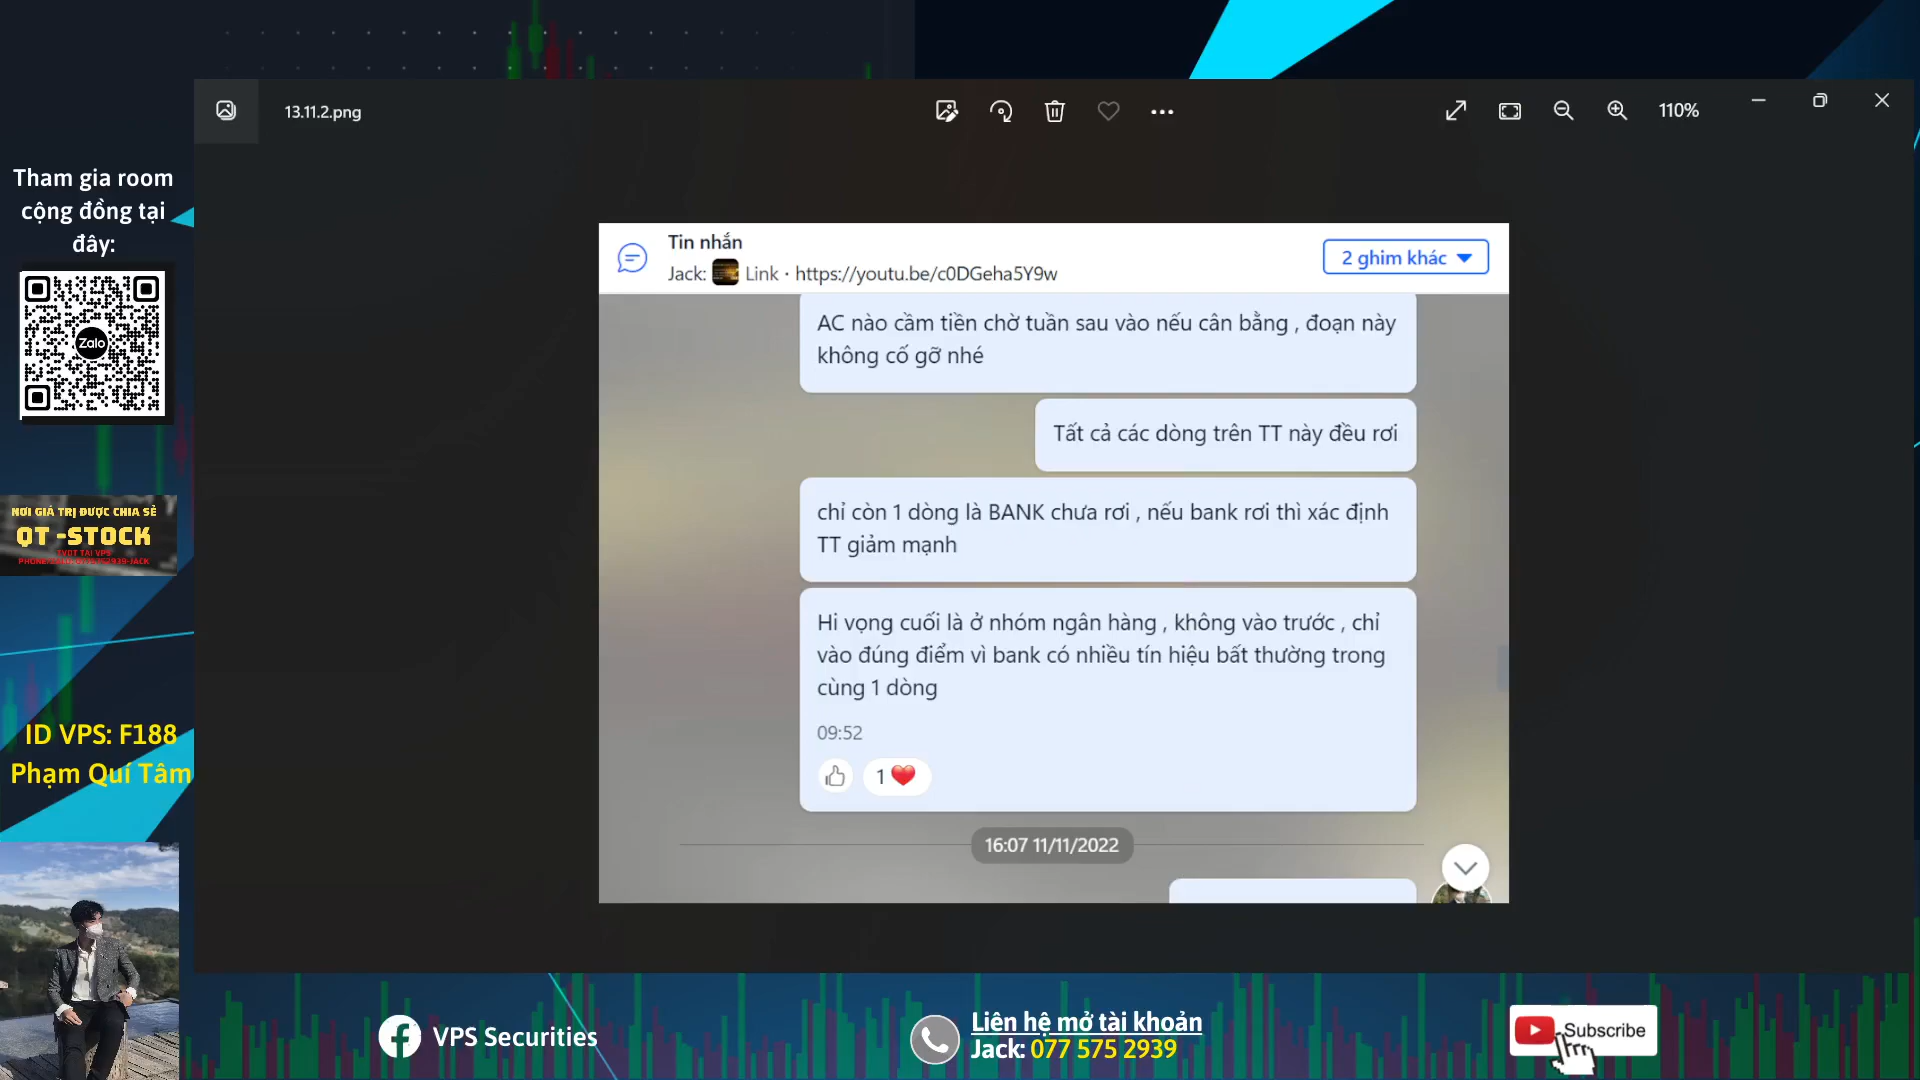 13.11.2.png
110%
Tham gia room
cộng đồng tại
đây:
Zalo
NƠI GIÁ TRỊ ĐƯỢC CHIA SẺ
QT -STOCK
TVĐT TẠI VPS
ID VPS: F188
Phạm Quí Tâm
Tin nhắn
Jack: Link · https://youtu.be/c0DGeha5Y9w
2 ghim khác
AC nào cầm tiền chờ tuần sau vào nếu cân bằng , đoạn này
không cố gỡ nhé
Tất cả các dòng trên TT này đều rơi
chỉ còn 1 dòng là BANK chưa rơi , nếu bank rơi thì xác định
TT giảm mạnh
Hi vọng cuối là ở nhóm ngân hàng , không vào trước , chỉ
vào đúng điểm vì bank có nhiều tín hiệu bất thường trong
cùng 1 dòng
09:52
1
16:07 11/11/2022
VPS Securities
Liên hệ mở tài khoản
Jack: 077 575 2939
Subscribe